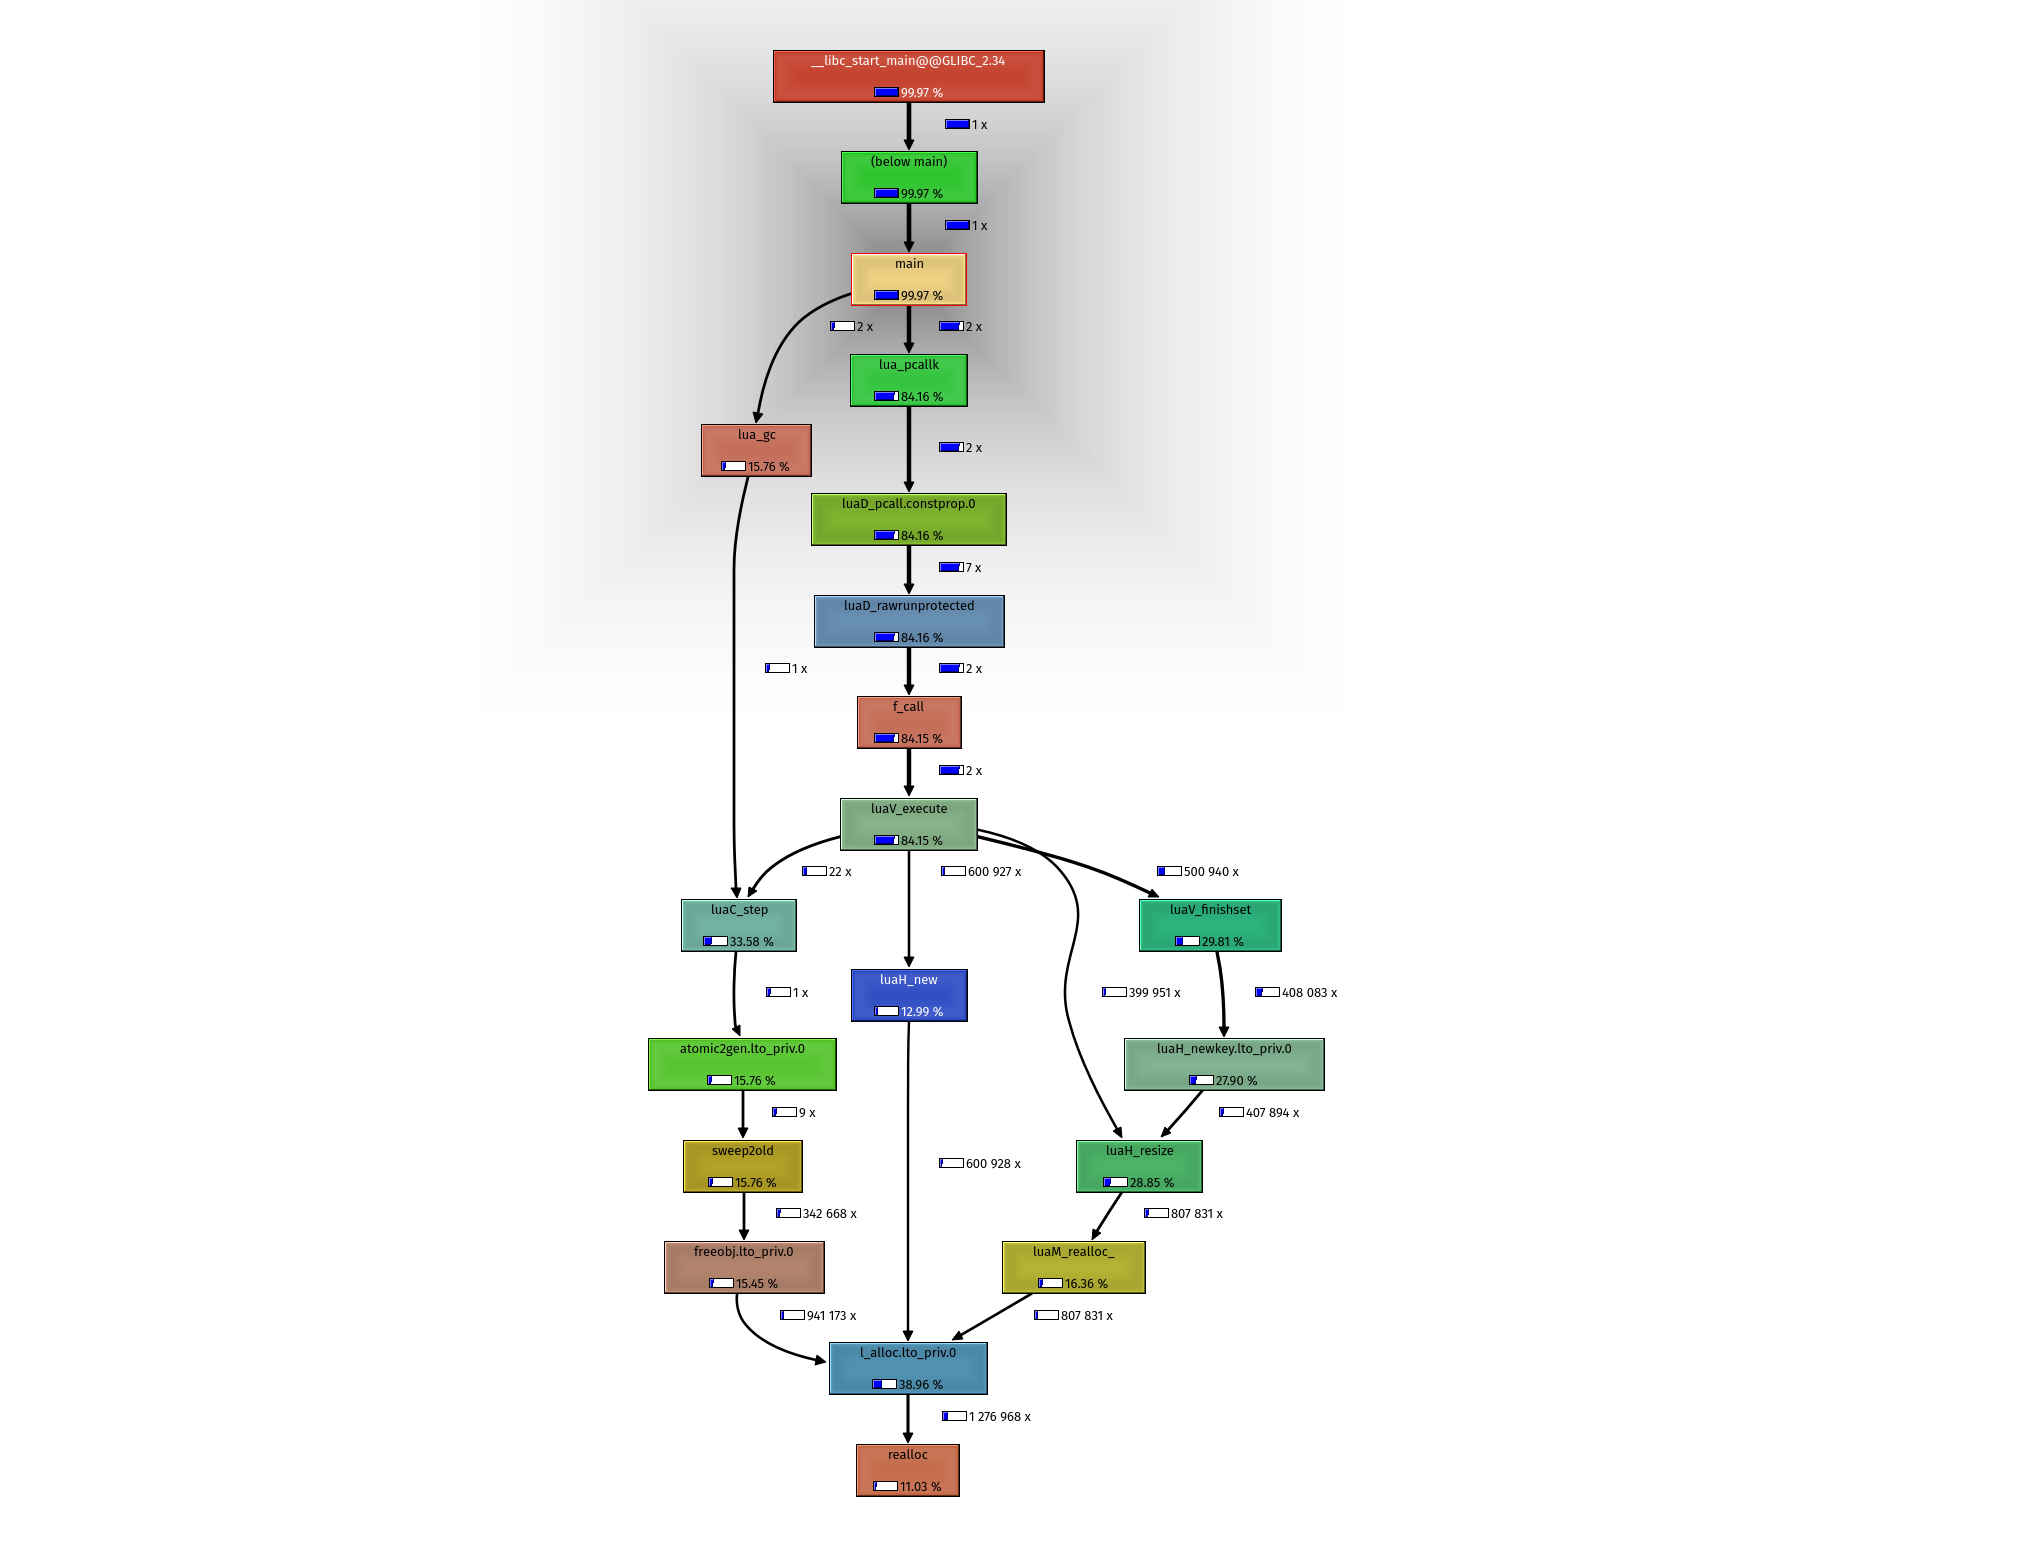 __libc_start_main@@GLIBC_2.34
99.97 %
1 x
(below main)
99.97 %
1 x
main
99.97 %
2 x
2 x
lua_pcallk
84.16 %
lua_gc
15.76 %
2 x
luaD_pcall.constprop.0
84.16 %
7 x
luaD_rawrunprotected
84.16 %
1 x
2 x
f_call
84.15 %
2 x
luaV_execute
84.15 %
22 x
600 927 x
500 940 x
luaC_step
33.58 %
luaV_finishset
29.81 %
luaH_new
12.99 %
1 x
399 951 x
408 083 x
atomic2gen.lto_priv.0
15.76 %
luaH_newkey.lto_priv.0
27.90 %
9 x
407 894 x
sweep2old
15.76 %
600 928 x
luaH_resize
28.85 %
342 668 x
807 831 x
freeobj.lto_priv.0
15.45 %
luaM_realloc_
16.36 %
941 173 x
807 831 x
l_alloc.lto_priv.0
38.96 %
1 276 968 x
realloc
11.03 %